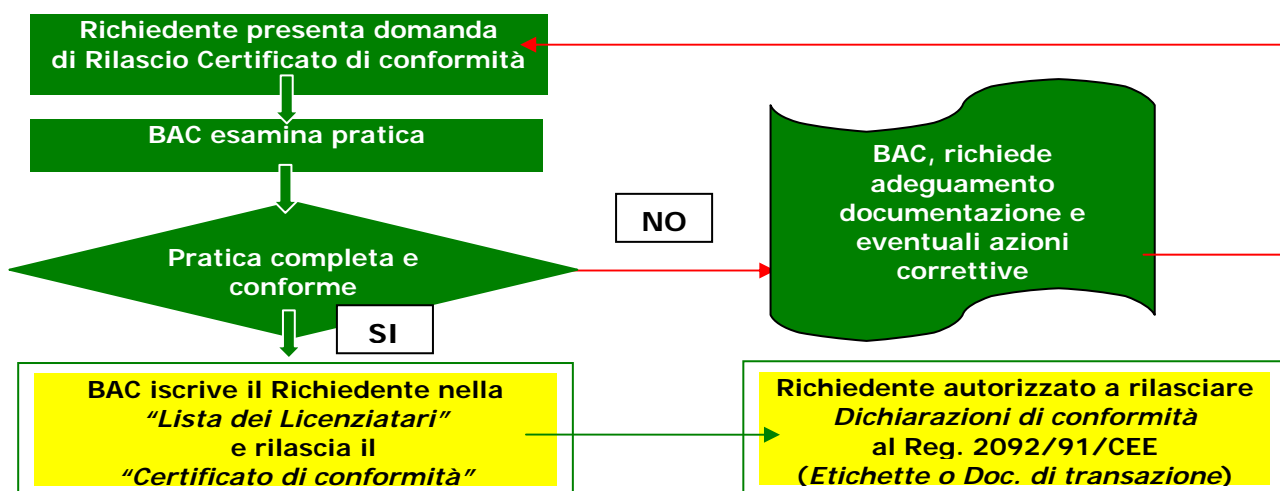 Richiedente presenta domanda
di Rilascio Certificato di conformità
BAC esamina pratica
Pratica completa e
conforme
NO
BAC, richiede
adeguamento
documentazione e
eventuali azioni
correttive
SI
BAC iscrive il Richiedente nella
“Lista dei Licenziatari”
e rilascia il
“Certificato di conformità”
Richiedente autorizzato a rilasciare
Dichiarazioni di conformità
al Reg. 2092/91/CEE
(Etichette o Doc. di transazione)